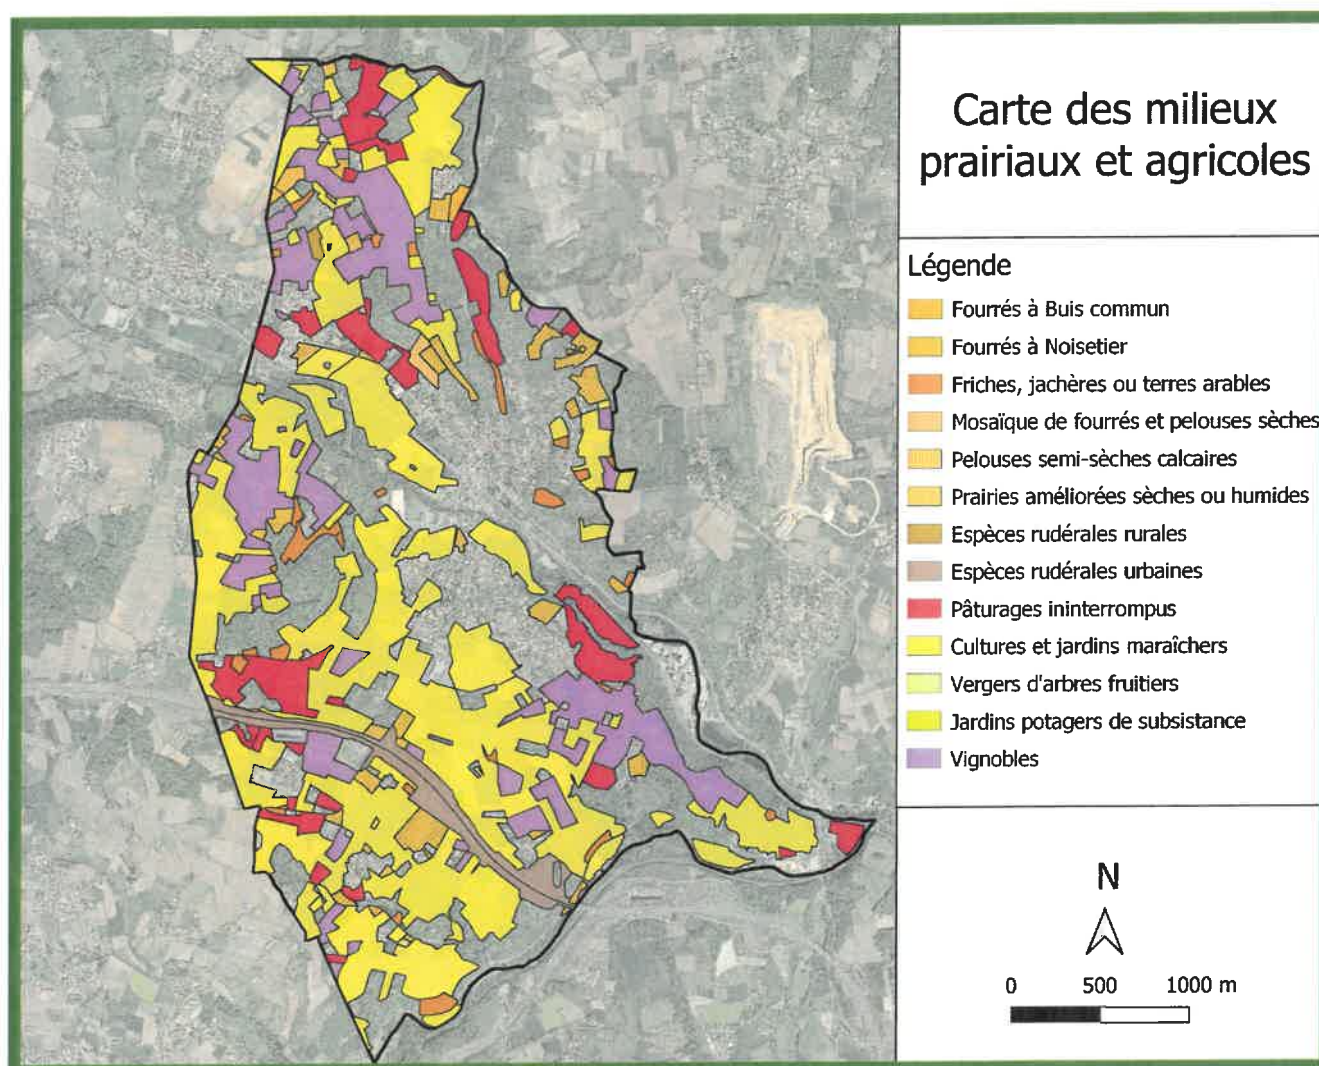 Carte des milieux
prairiaux et agricoles
Légende
Fourrés à Buis commun
Fourrés à Noisetier
Friches, jachères ou terres arables
Mosaïque de fourrés et pelouses sèches
Pelouses semi-sèches calcaires
Prairies améliorées sèches ou humides
Espèces rudérales rurales
Espèces rudérales urbaines
Pâturages ininterrompus
Cultures et jardins maraîchers
Vergers d'arbres fruitiers
Jardins potagers de subsistance
Vignobles
N
0 500 1000 m